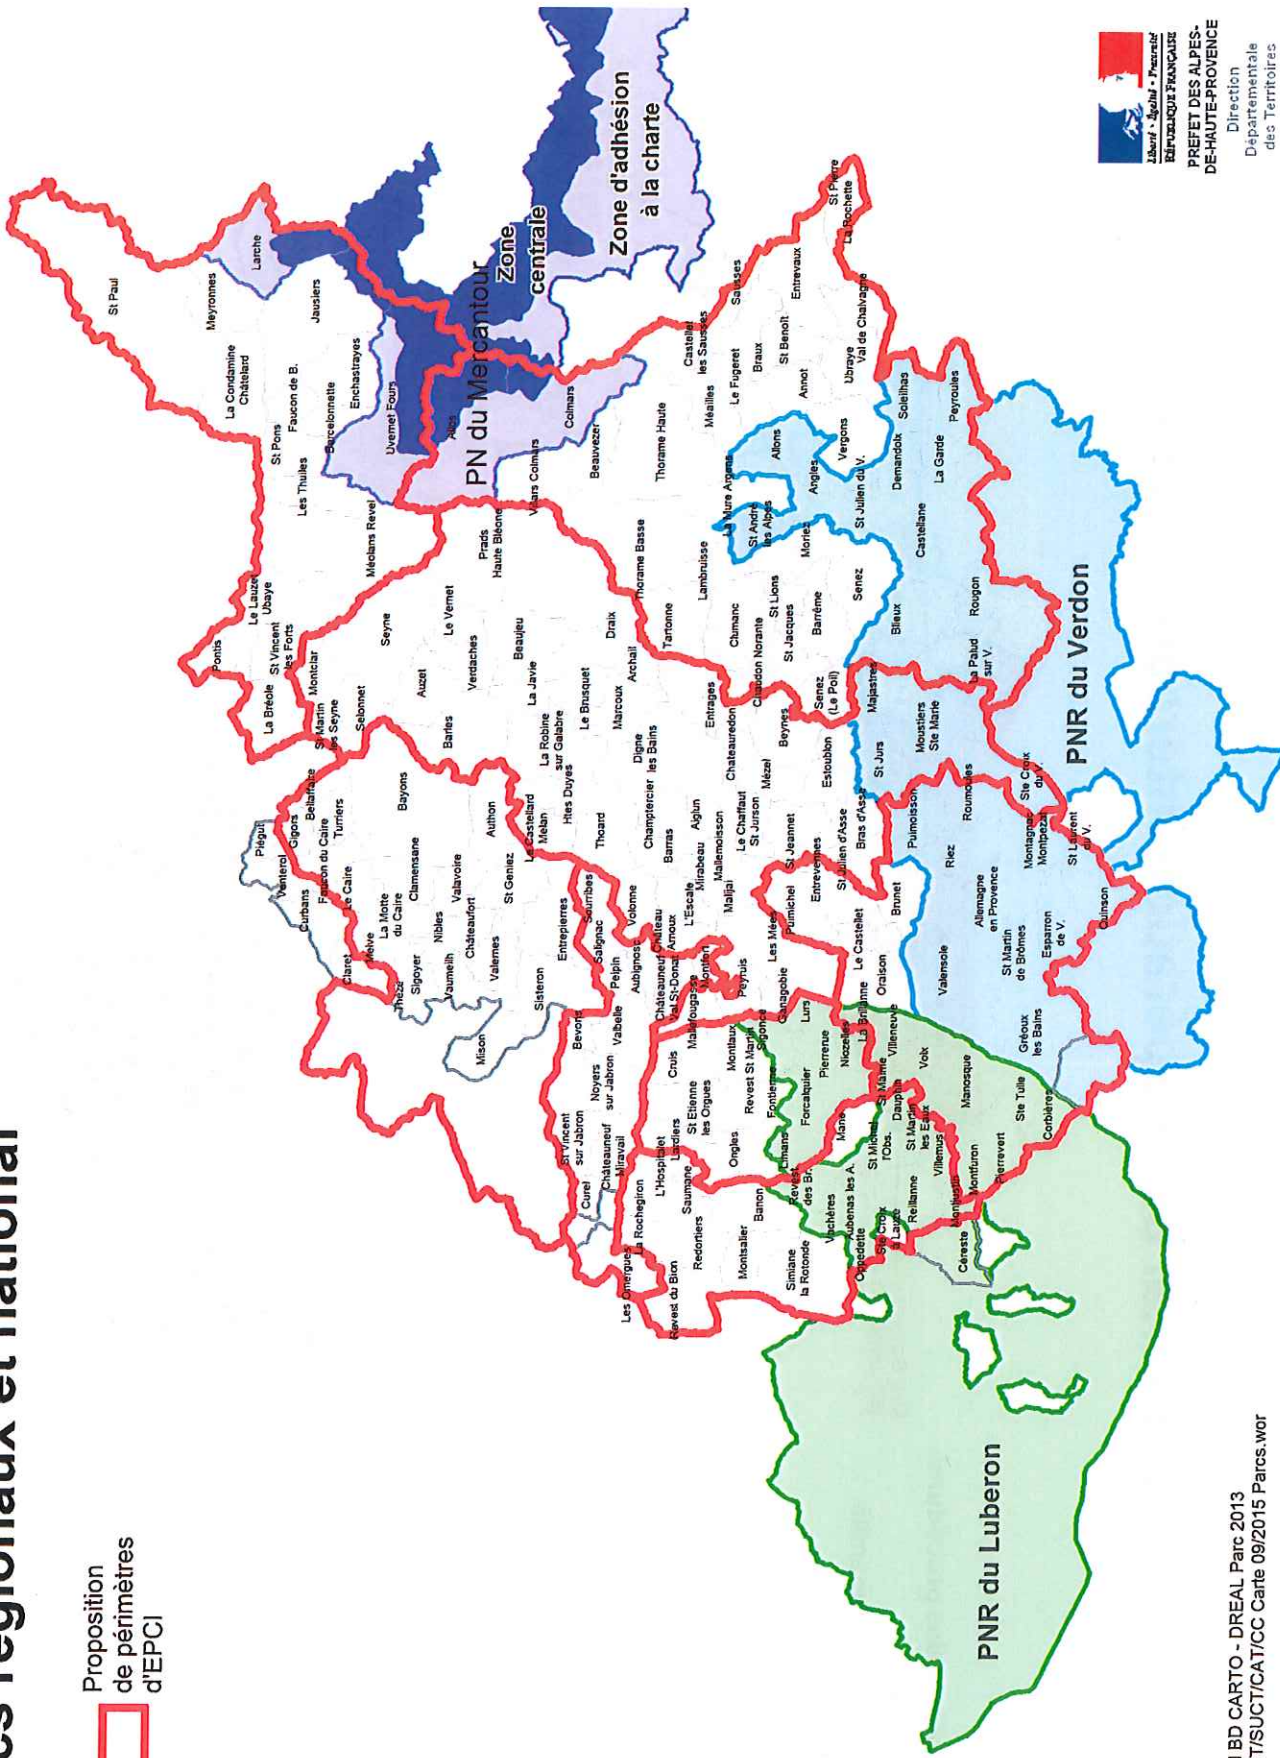 cs régionaux et national
Proposition
de périmètres
d'EPCI
St Paul
Meyronnes
Larche
La Condamine
Châtelard
Jausiers
St Pons
Faucon de B.
Les Thuiles
Barcelonnette
Enchastrayes
Uvernet Fours
Méolans Revel
Le Lauzet
Ubaye
Pontis
St Vincent
les Forts
La Bréole
Montclar
St Martin
les Seyne
Selonnet
Seyne
Auzet
Le Vernet
Verdaches
Barles
Beaujeu
La Javie
Prads
Haute Bléone
Allos
PN du Mercantour
Zone
centrale
Zone d'adhésion
à la charte
Colmars
Villars Colmars
Beauvezer
Thorame Haute
Thorame Basse
Castellet
les Sausses
Sausses
Méailles
Le Fugeret
Braux
St Benoît
Entrevaux
St Pierre
La Rochette
Annot
Ubraye
Val de Chalvagne
Vergons
Allons
Angles
La Mure Argens
St André
les Alpes
Moriez
St Julien du V.
Soleilhas
Demandolx
Peyroules
La Garde
Castellane
Lambruisse
Clumanc
St Lions
St Jacques
Barrême
Senez
Tartonne
Chaudon Norante
Senez
(Le Poil)
Blieux
Rougon
La Palud
sur V.
Majastres
Moustiers
Ste Marie
St Jurs
PNR du Verdon
Draix
Archail
Marcoux
Le Brusquet
La Robine
sur Galabre
Htes Duyes
Le Castellard
Melan
Thoard
Digne
les Bains
Champtercier
Barras
Entrages
Chateauredon
Beynes
Mézel
Estoublon
Aiglun
Mirabeau
Mallemoisson
Le Chaffaut
St Jurson
St Jeannet
Bras d'Asse
St Julien d'Asse
Entrevennes
Puimichel
L'Escale
Malijai
Les Mées
Le Castellet
Oraison
Brunet
Puimoisson
Roumoules
Riez
Ste Croix
du V.
Montagnac
Montpezat
St Laurent
du V.
Allemagne
en Provence
St Martin
de Brômes
Esparron
de V.
Quinson
Valensole
Gréoux
les Bains
Bellaffaire
Gigors
Turriers
Piégut
Venterol
Faucon du Caire
Curbans
Le Caire
Bayons
Claret
Melve
La Motte
du Caire
Clamensane
Thèze
Sigoyer
Nibles
Valavoire
Authon
Vaumeilh
Châteaufort
St Geniez
Valernes
Mison
Sisteron
Entrepierres
Sourribes
Salignac
Volonne
Peipin
Aubignosc
Château
Arnoux
Châteauneuf
Val St-Donat
Montfort
Peyruis
Mallefougasse
Ganagobie
Bevons
Valbelle
Noyers
sur Jabron
St Vincent
sur Jabron
Châteauneuf
Miravail
Curel
Les Omergues
Cruis
Montlaux
Sigonce
Lurs
St Etienne
les Orgues
Revest St Martin
Fontienne
Pierrerue
Niozelles
La Brillanne
Villeneuve
Forcalquier
L'Hospitalet
Lardiers
Saumane
Ongles
Limans
Mane
St Maime
Dauphin
Volx
La Rochegiron
Redortiers
Revest du Bion
Montsalier
Banon
Revest
des Br.
Simiane
la Rotonde
Vachères
Aubenas les A.
Oppedette
St Michel
l'Obs.
St Martin
les Eaux
Villemus
Manosque
Ste Croix
à Lauze
Reillanne
Montjustin
Montfuron
Pierrevert
Ste Tulle
Corbières
Céreste
PNR du Luberon
Liberté • Égalité • Fraternité
RÉPUBLIQUE FRANÇAISE
PREFET DES ALPES-
DE-HAUTE-PROVENCE
Direction
Départementale
des Territoires
BD CARTO - DREAL Parc 2013
T/SUCT/CAT/CC Carte 09/2015 Parcs.wor